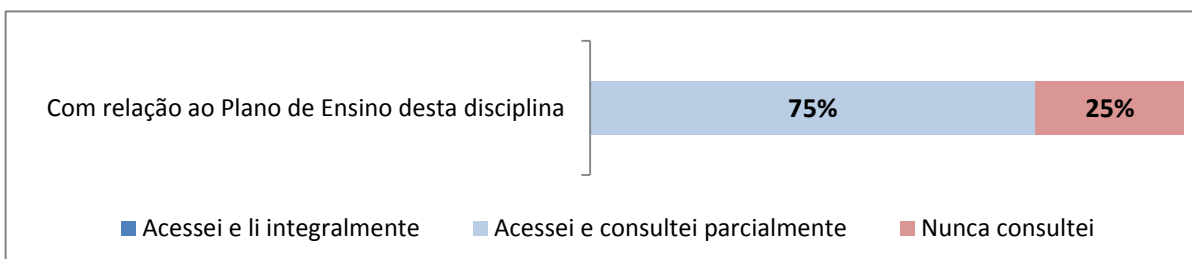 Com relação ao Plano de Ensino desta disciplina 75% 25%
Acessei e li integralmente Acessei e consultei parcialmente Nunca consultei